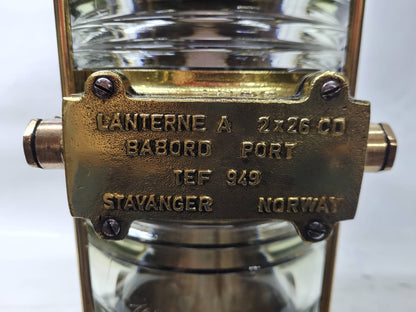 LANTERNE A 2x26 CD
BABORD PORT
TEF 949
STAVANGER NORWAY